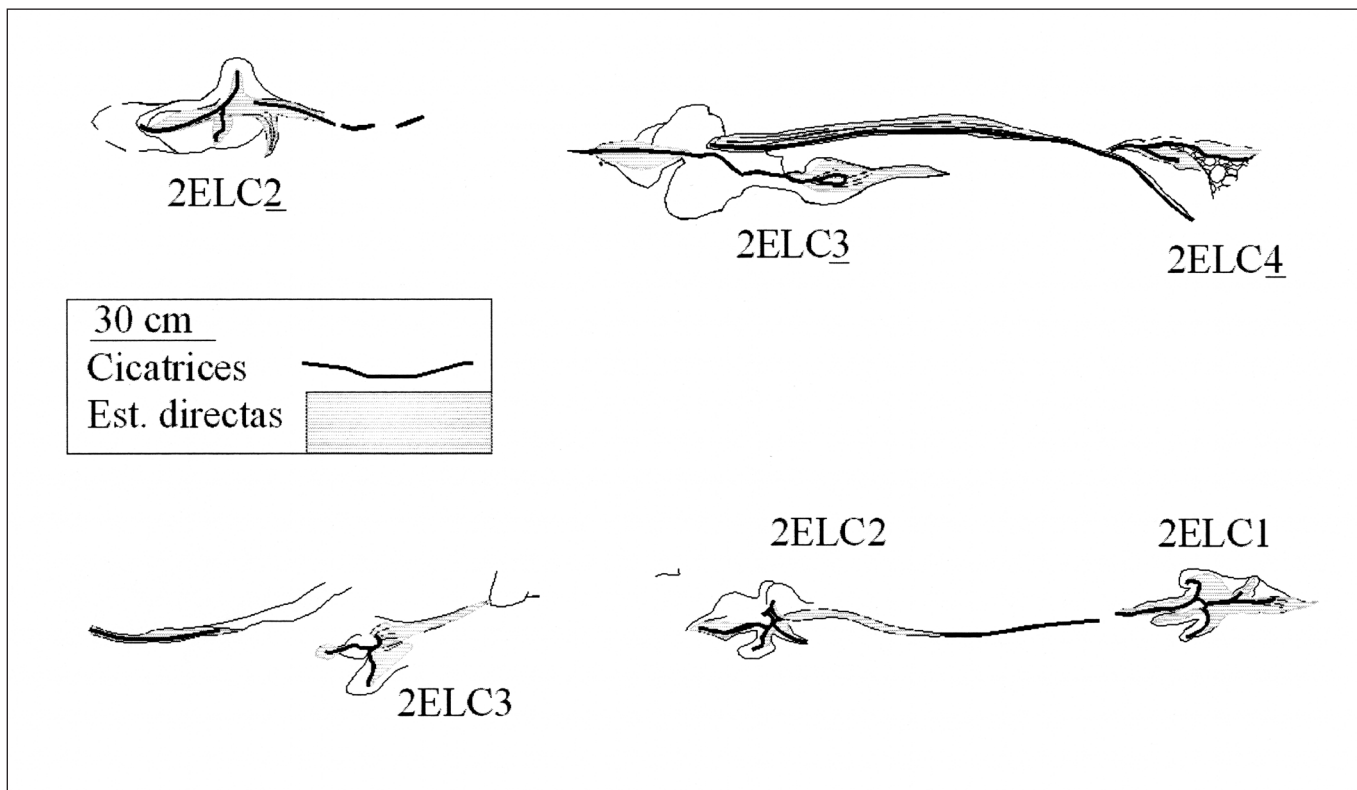 2ELC2
2ELC3
2ELC4
30 cm
Cicatrices
Est. directas
2ELC2
2ELC1
2ELC3